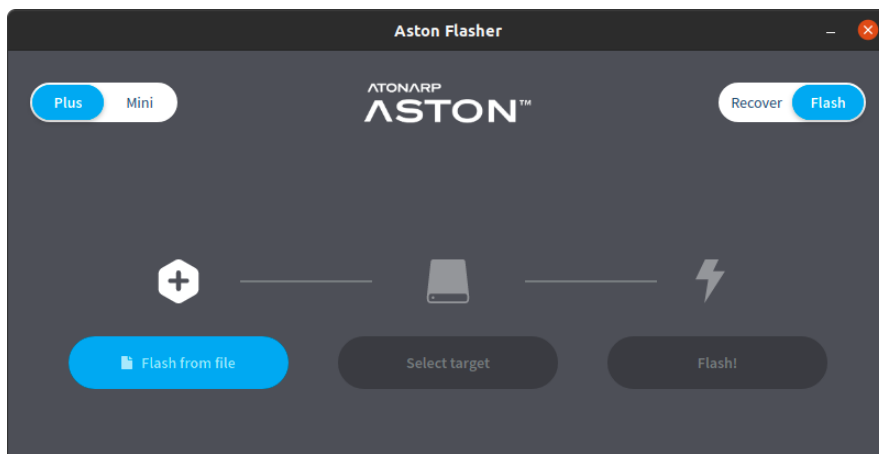 Aston Flasher
Plus Mini
ATONARP
ASTON™
Recover Flash
Flash from file
Select target
Flash!